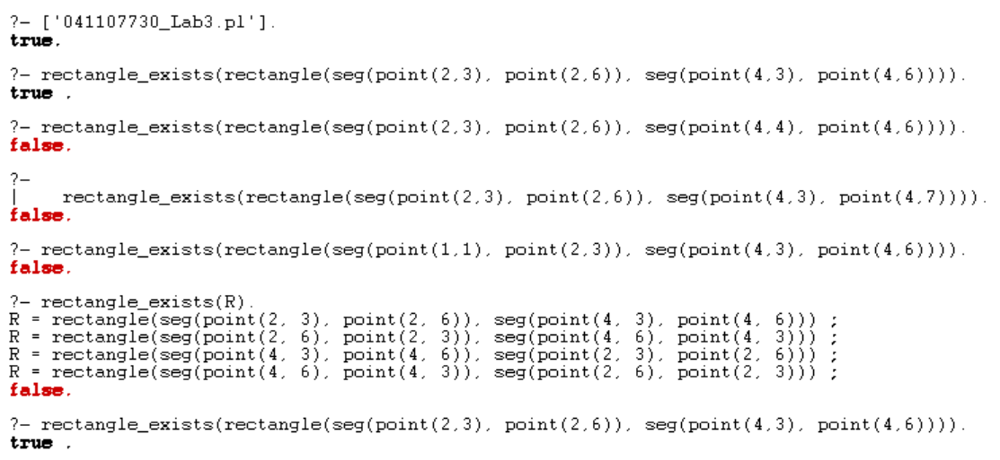 ?- ['041107730_Lab3.pl'].
true.
?- rectangle_exists(rectangle(seg(point(2,3), point(2,6)), seg(point(4,3), point(4,6)))).
true .
?- rectangle_exists(rectangle(seg(point(2,3), point(2,6)), seg(point(4,4), point(4,6)))).
false.
?-
|    rectangle_exists(rectangle(seg(point(2,3), point(2,6)), seg(point(4,3), point(4,7)))).
false.
?- rectangle_exists(rectangle(seg(point(1,1), point(2,3)), seg(point(4,3), point(4,6)))).
false.
?- rectangle_exists(R).
R = rectangle(seg(point(2, 3), point(2, 6)), seg(point(4, 3), point(4, 6))) ;
R = rectangle(seg(point(2, 6), point(2, 3)), seg(point(4, 6), point(4, 3))) ;
R = rectangle(seg(point(4, 3), point(4, 6)), seg(point(2, 3), point(2, 6))) ;
R = rectangle(seg(point(4, 6), point(4, 3)), seg(point(2, 6), point(2, 3))) ;
false.
?- rectangle_exists(rectangle(seg(point(2,3), point(2,6)), seg(point(4,3), point(4,6)))).
true .